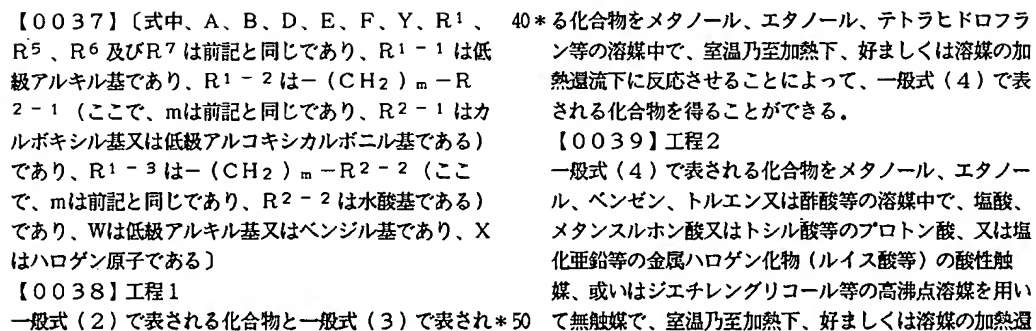 【００３７】〔式中、Ａ、Ｂ、Ｄ、Ｅ、Ｆ、Ｙ、Ｒ¹ 、
Ｒ⁵ 、Ｒ⁶ 及びＲ⁷ は前記と同じであり、Ｒ¹⁻¹ は低
級アルキル基であり、Ｒ¹⁻² は－（ＣＨ₂ ）ｍ －Ｒ
²⁻¹ （ここで、ｍは前記と同じであり、Ｒ²⁻¹ はカ
ルボキシル基又は低級アルコキシカルボニル基である）
であり、Ｒ¹⁻³ は－（ＣＨ₂ ）ｍ －Ｒ²⁻² （ここ
で、ｍは前記と同じであり、Ｒ²⁻² は水酸基である）
であり、Ｗは低級アルキル基又はベンジル基であり、Ｘ
はハロゲン原子である〕
【００３８】工程１
一般式（２）で表される化合物と一般式（３）で表され＊
40＊る化合物をメタノール、エタノール、テトラヒドロフラ
ン等の溶媒中で、室温乃至加熱下、好ましくは溶媒の加
熱還流下に反応させることによって、一般式（４）で表
される化合物を得ることができる．
【００３９】工程２
一般式（４）で表される化合物をメタノール、エタノー
ル、ベンゼン、トルエン又は酢酸等の溶媒中で、塩酸、
メタンスルホン酸又はトシル酸等のプロトン酸、又は塩
化亜鉛等の金属ハロゲン化物（ルイス酸等）の酸性触
媒、或いはジエチレングリコール等の高沸点溶媒を用い
50 て無触媒で、室温乃至加熱下、好ましくは溶媒の加熱還